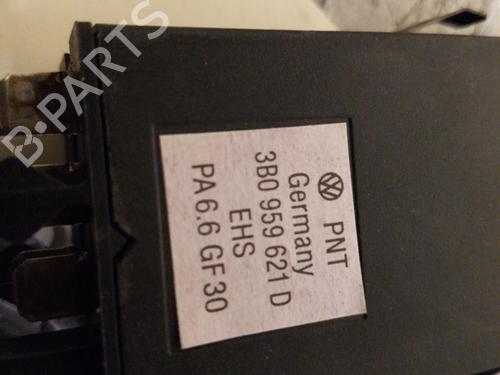 PNT
Germany
3B0 959 621 D
EHS
PA 6.6 GF 30
B-PARTS